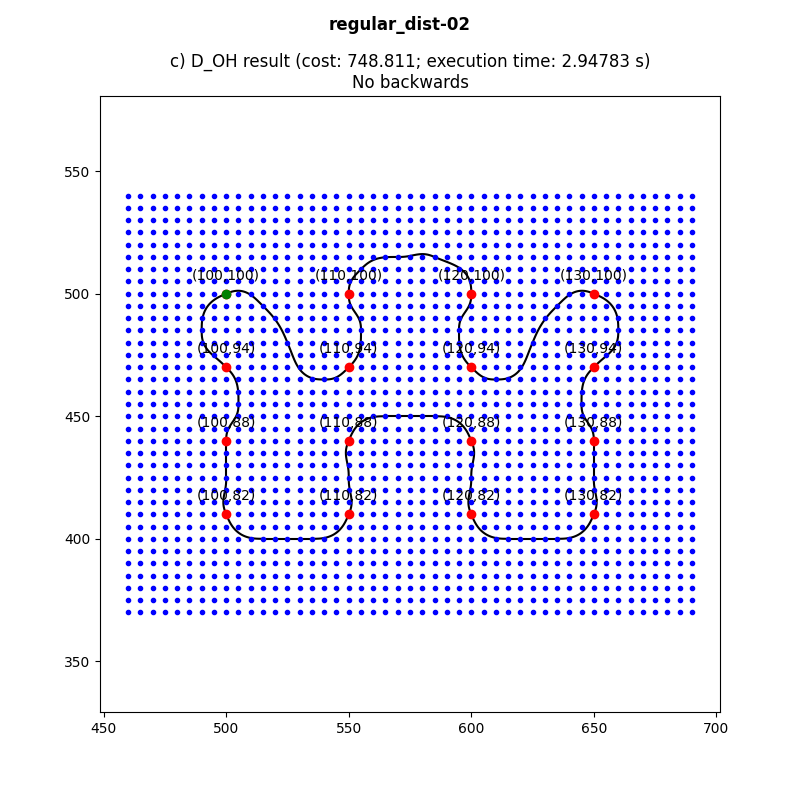 regular_dist-02
c) D_OH result (cost: 748.811; execution time: 2.94783 s)
No backwards
550
500
450
400
350
(100,100) (110,100) (120,100) (130,100)
(100,94) (110,94) (120,94) (130,94)
(100,88) (110,88) (120,88) (130,88)
(100,82) (110,82) (120,82) (130,82)
450 500 550 600 650 700